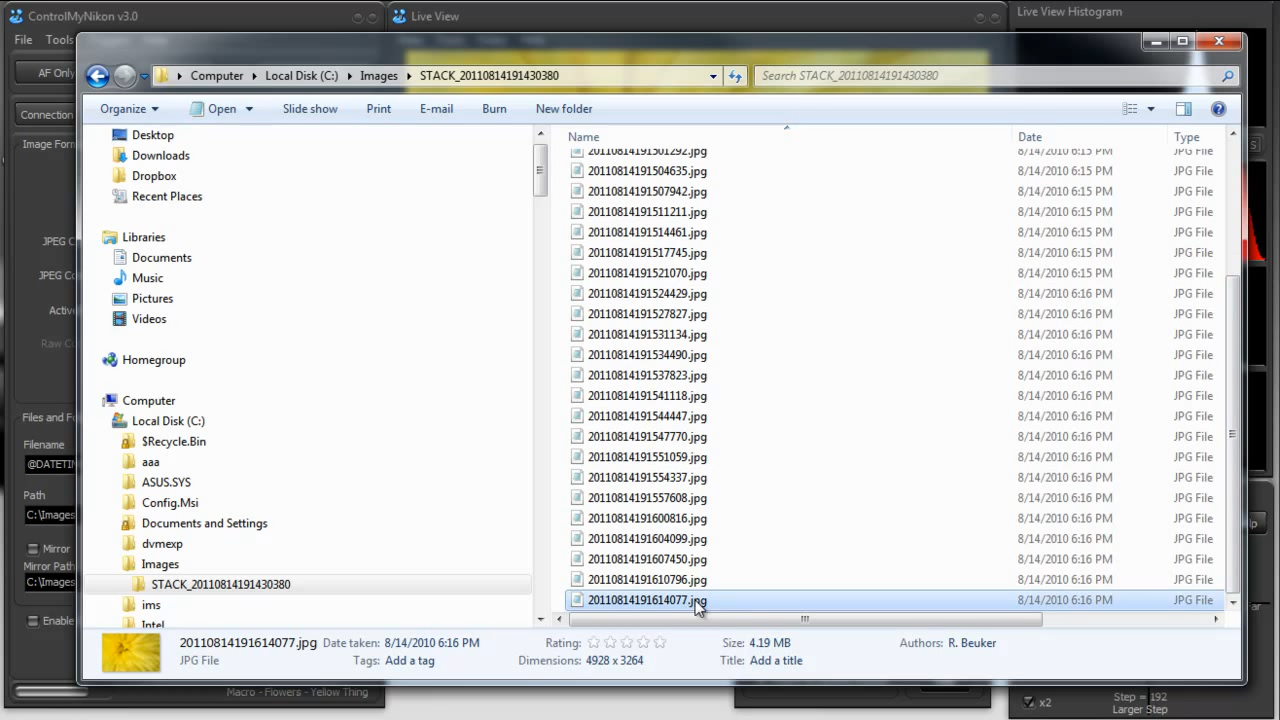 ControlMyNikon v3.0
Live View
Live View Histogram
File Tools
AF Only
Connection
Image Form
JPEG C
JPEG Co
Active
Raw Cu
Files and Fo
Filename
@DATETIM
Path
C:\Images
Mirror
Mirror Path
C:\Images
Enable
Computer Local Disk (C:) Images STACK_20110814191430380
Search STACK_20110814191430380
Organize Open Slide show Print E-mail Burn New folder
Desktop
Downloads
Dropbox
Recent Places
Libraries
Documents
Music
Pictures
Videos
Homegroup
Computer
Local Disk (C:)
$Recycle.Bin
aaa
ASUS.SYS
Config.Msi
Documents and Settings
dvmexp
Images
STACK_20110814191430380
ims
Intel
Name Date Type
20110814191501292.jpg 8/14/2010 6:15 PM JPG File
20110814191504635.jpg 8/14/2010 6:15 PM JPG File
20110814191507942.jpg 8/14/2010 6:15 PM JPG File
20110814191511211.jpg 8/14/2010 6:15 PM JPG File
20110814191514461.jpg 8/14/2010 6:15 PM JPG File
20110814191517745.jpg 8/14/2010 6:15 PM JPG File
20110814191521070.jpg 8/14/2010 6:15 PM JPG File
20110814191524429.jpg 8/14/2010 6:16 PM JPG File
20110814191527827.jpg 8/14/2010 6:16 PM JPG File
20110814191531134.jpg 8/14/2010 6:16 PM JPG File
20110814191534490.jpg 8/14/2010 6:16 PM JPG File
20110814191537823.jpg 8/14/2010 6:16 PM JPG File
20110814191541118.jpg 8/14/2010 6:16 PM JPG File
20110814191544447.jpg 8/14/2010 6:16 PM JPG File
20110814191547770.jpg 8/14/2010 6:16 PM JPG File
20110814191551059.jpg 8/14/2010 6:16 PM JPG File
20110814191554337.jpg 8/14/2010 6:16 PM JPG File
20110814191557608.jpg 8/14/2010 6:16 PM JPG File
20110814191600816.jpg 8/14/2010 6:16 PM JPG File
20110814191604099.jpg 8/14/2010 6:16 PM JPG File
20110814191607450.jpg 8/14/2010 6:16 PM JPG File
20110814191610796.jpg 8/14/2010 6:16 PM JPG File
20110814191614077.jpg 8/14/2010 6:16 PM JPG File
20110814191614077.jpg Date taken: 8/14/2010 6:16 PM Rating: Size: 4.19 MB Authors: R. Beuker
JPG File Tags: Add a tag Dimensions: 4928 x 3264 Title: Add a title
Macro - Flowers - Yellow Thing
x2
Step = 192
Larger Step